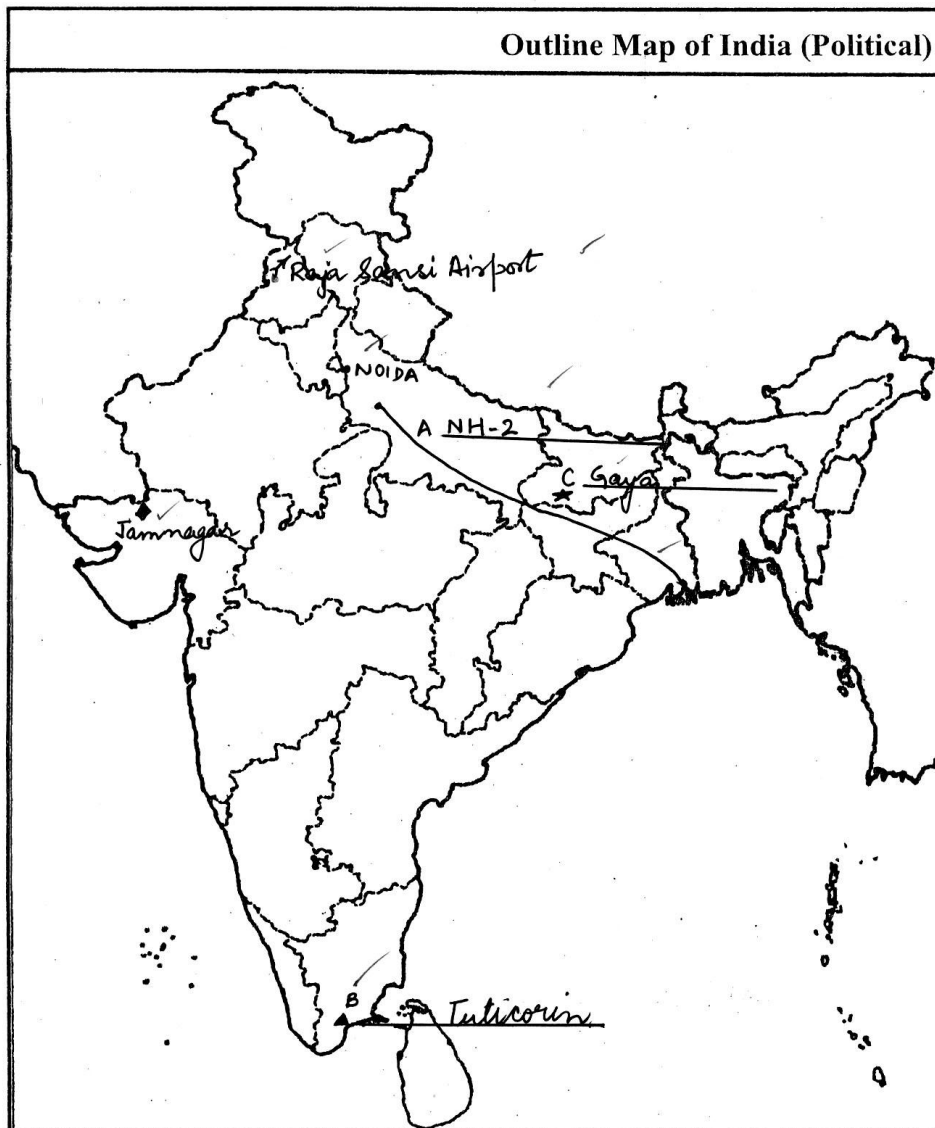 Outline Map of India (Political)
Raja Sansi Airport
NOIDA
A NH-2
C Gaya
Jamnagar
B
Tuticorin